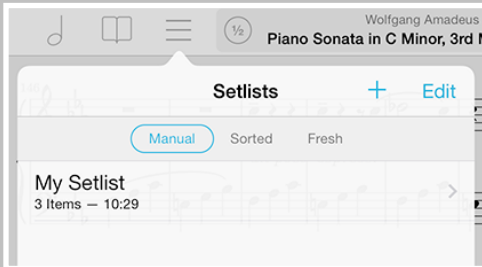 ½
Wolfgang Amadeus
Piano Sonata in C Minor, 3rd
Setlists + Edit
Manual Sorted Fresh
My Setlist
3 Items — 10:29